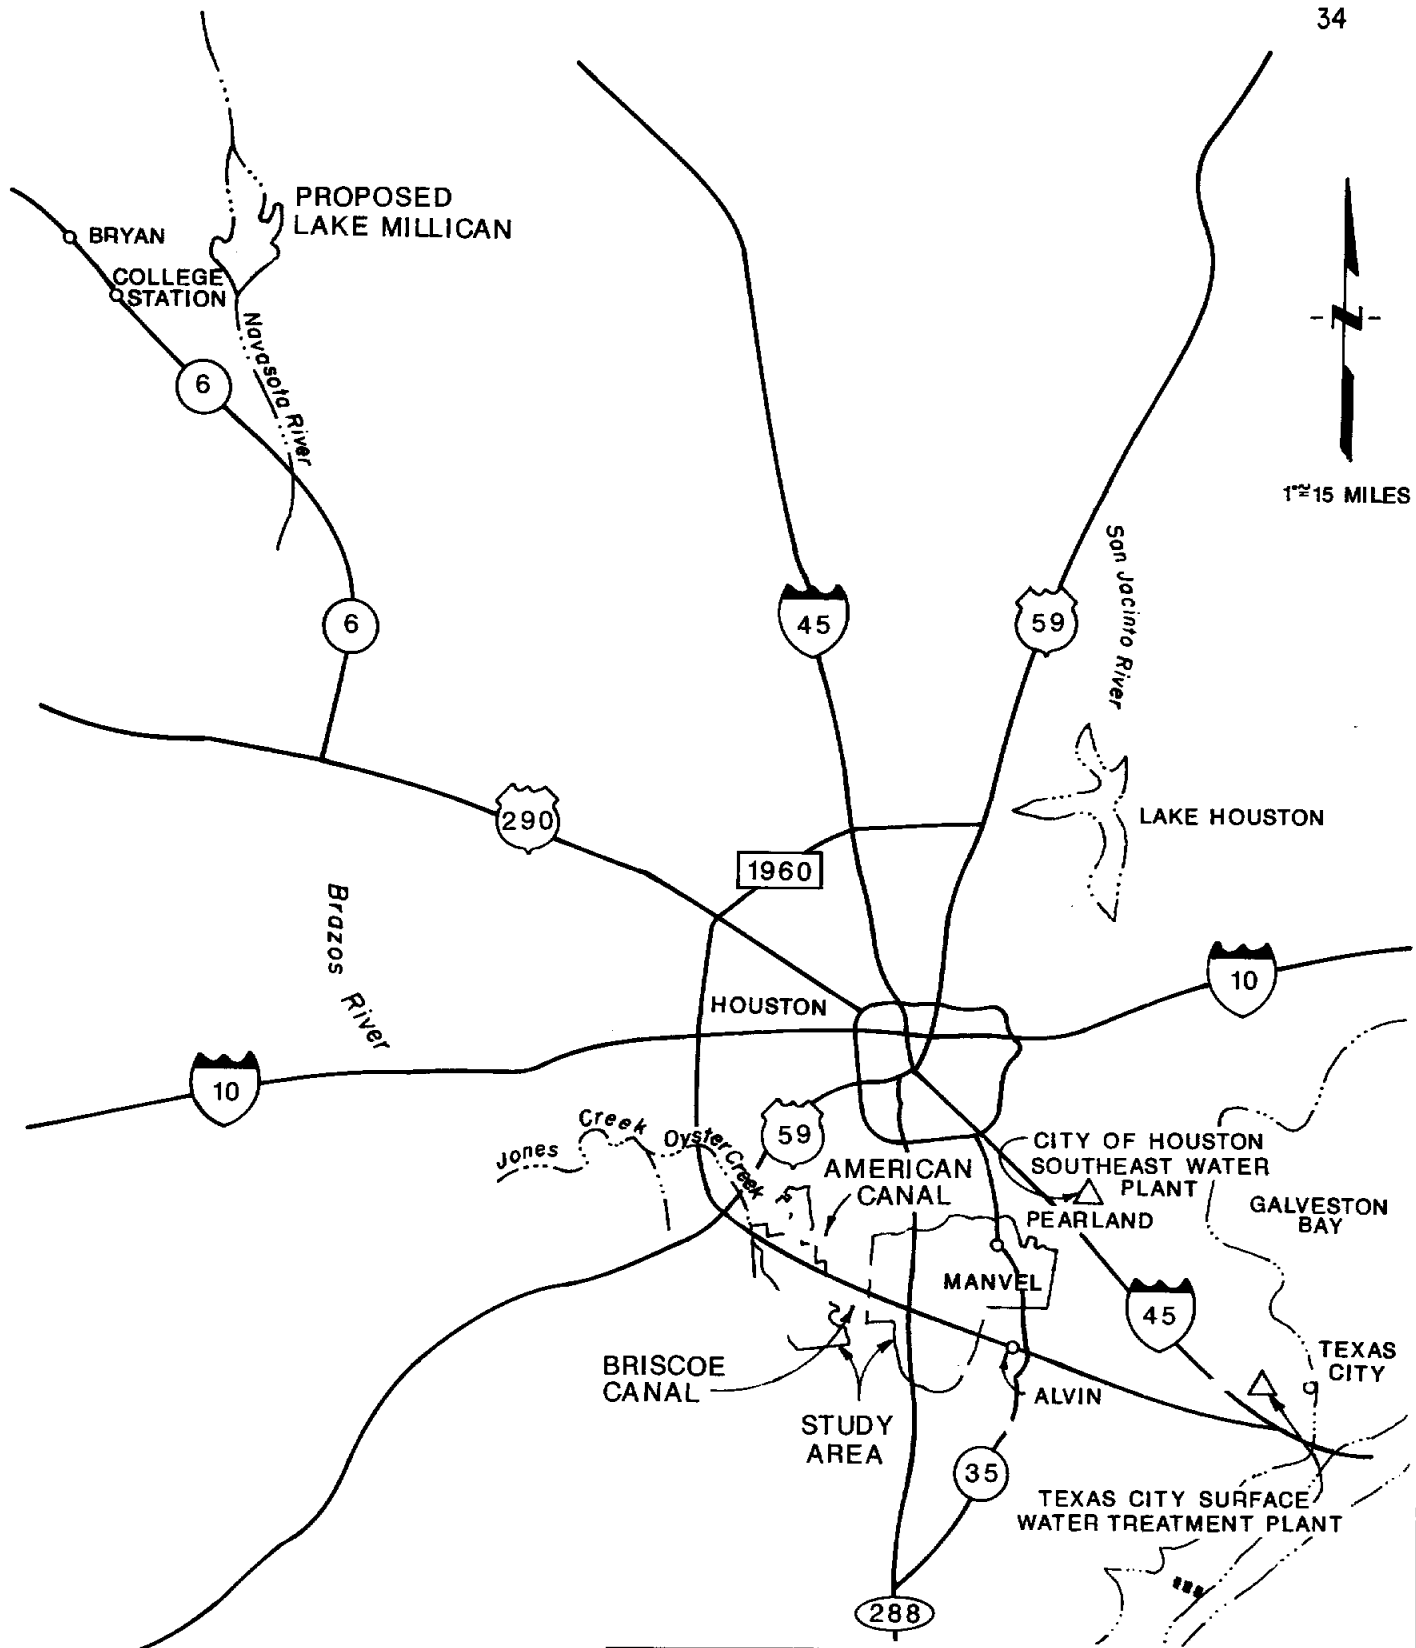 34
PROPOSED
LAKE MILLICAN
BRYAN
COLLEGE
STATION
Navasota River
6
1"≈15 MILES
San Jacinto River
6
45
59
290
LAKE HOUSTON
1960
Brazos River
HOUSTON
10
10
59
Jones Creek
Oyster Creek
AMERICAN
CANAL
CITY OF HOUSTON
SOUTHEAST WATER
PLANT
PEARLAND
GALVESTON
BAY
MANVEL
45
BRISCOE
CANAL
TEXAS
CITY
ALVIN
STUDY
AREA
35
TEXAS CITY SURFACE
WATER TREATMENT PLANT
288